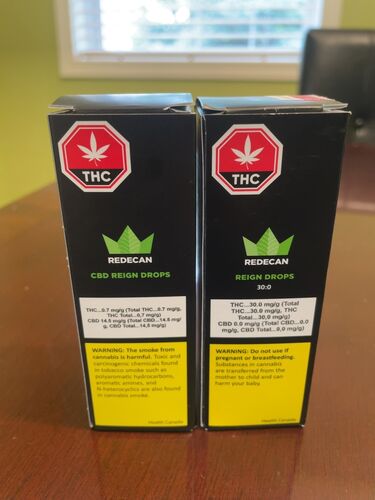 THC
REDECAN
CBD REIGN DROPS
THC...0.7 mg/g (Total THC...0.7 mg/g,
THC Total...0.7 mg/g)
CBD 14.5 mg/g (Total CBD...14.5 mg/
g, CBD Total...14.5 mg/g)
WARNING: The smoke from
cannabis is harmful. Toxic and
carcinogenic chemicals found
in tobacco smoke such as
polyaromatic hydrocarbons,
aromatic amines, and
N-heterocyclics are also found
in cannabis smoke.
Health Canada
THC
REDECAN
REIGN DROPS
30:0
THC...30.0 mg/g (Total
THC...30.0 mg/g, THC
Total...30.0 mg/g)
CBD 0.0 mg/g (Total CBD...0.0
mg/g, CBD Total...0.0 mg/g)
WARNING: Do not use if
pregnant or breastfeeding.
Substances in cannabis
are transferred from the
mother to child and can
harm your baby.
Health Canada